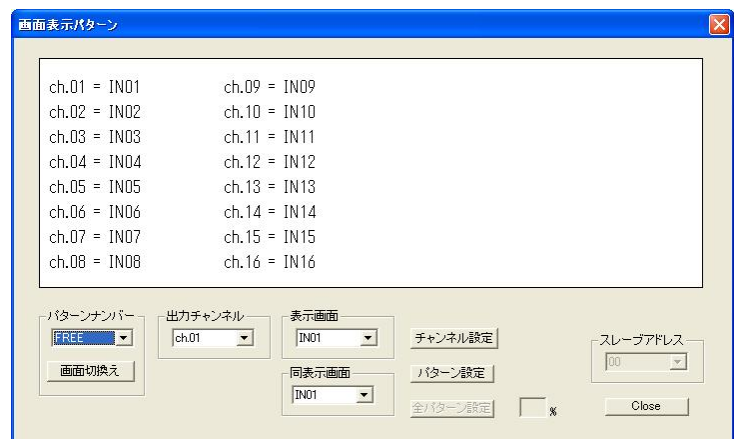 画面表示パターン
ch.01 = IN01 ch.09 = IN09
ch.02 = IN02 ch.10 = IN10
ch.03 = IN03 ch.11 = IN11
ch.04 = IN04 ch.12 = IN12
ch.05 = IN05 ch.13 = IN13
ch.06 = IN06 ch.14 = IN14
ch.07 = IN07 ch.15 = IN15
ch.08 = IN08 ch.16 = IN16
パターンナンバー 出力チャンネル 表示画面
FREE ch.01 IN01 チャンネル設定 スレーブアドレス
画面切換え 同表示画面 パターン設定 00
IN01 全パターン設定 % Close